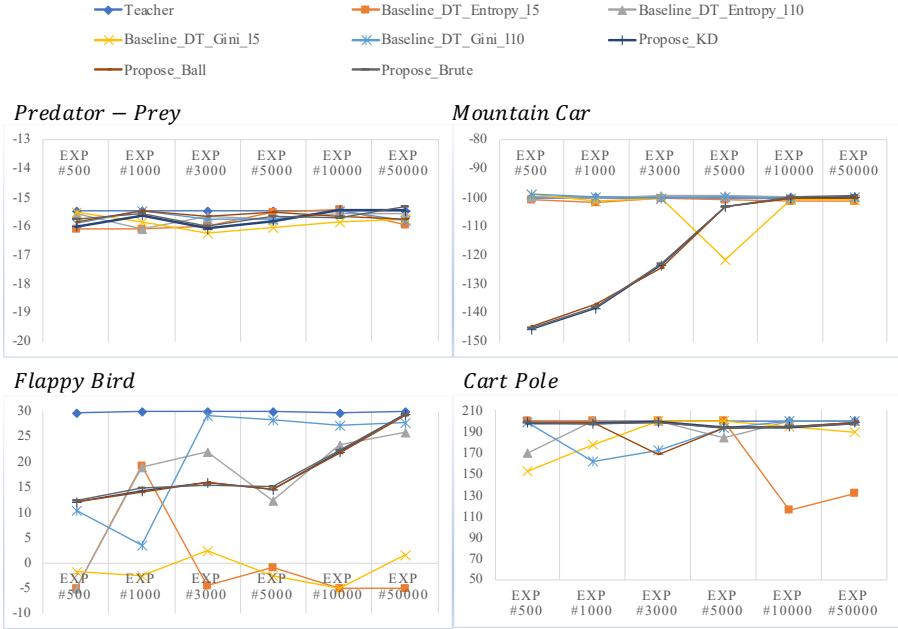 Teacher Baseline_DT_Entropy_l5 Baseline_DT_Entropy_l10
Baseline_DT_Gini_l5 Baseline_DT_Gini_l10 Propose_KD
Propose_Ball Propose_Brute
Predator – Prey
-13
-14
-15
-16
-17
-18
-19
-20
EXP EXP EXP EXP EXP EXP
#500 #1000 #3000 #5000 #10000 #50000
Mountain Car
-80
-90
-100
-110
-120
-130
-140
-150
EXP EXP EXP EXP EXP EXP
#500 #1000 #3000 #5000 #10000 #50000
Flappy Bird
30
25
20
15
10
5
0
-5
-10
EXP EXP EXP EXP EXP EXP
#500 #1000 #3000 #5000 #10000 #50000
Cart Pole
210
190
170
150
130
110
90
70
50
EXP EXP EXP EXP EXP EXP
#500 #1000 #3000 #5000 #10000 #50000